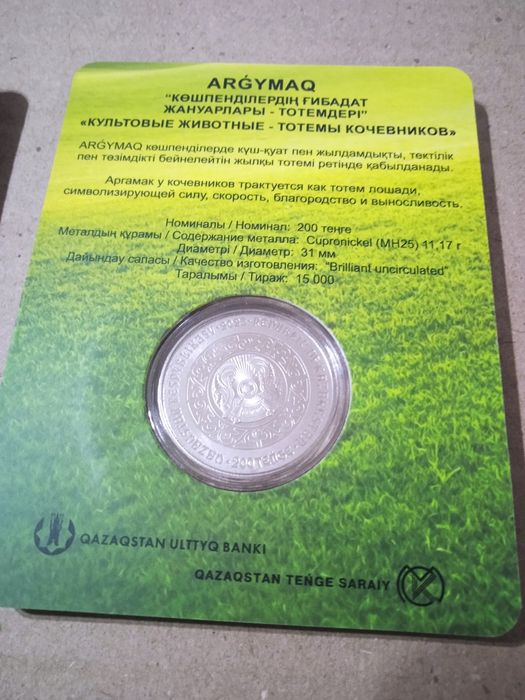 ARǴYMAQ
"КӨШПЕНДІЛЕРДІҢ ҒИБАДАТ
ЖАНУАРЛАРЫ - ТОТЕМДЕРІ"
«КУЛЬТОВЫЕ ЖИВОТНЫЕ - ТОТЕМЫ КОЧЕВНИКОВ»
ARǴYMAQ көшпенділерде күш-қуат пен жылдамдықты, тектілік
пен төзімдікті бейнелейтін жылқы тотемі ретінде қабылданады.
Аргамак у кочевников трактуется как тотем лошади,
символизирующей силу, скорость, благородство и выносливость.
Номиналы / Номинал: 200 теңге
Металдың құрамы / Содержание металла: Cupronickel (МН25) 11,17 г
Диаметрі / Диаметр: 31 мм
Дайындау сапасы / Качество изготовления: "Brilliant uncirculated"
Таралымы / Тираж: 15 000
QAZAQSTAN ULTTYQ BANKI
QAZAQSTAN TEŃGE SARAIY